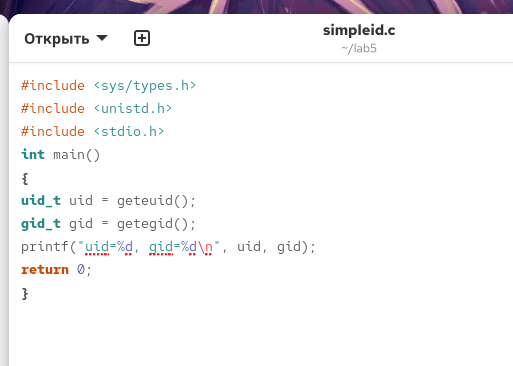 Открыть
simpleid.c
~/lab5
#include <sys/types.h>
#include <unistd.h>
#include <stdio.h>
int main()
{
uid_t uid = geteuid();
gid_t gid = getegid();
printf("uid=%d, gid=%d\n", uid, gid);
return 0;
}